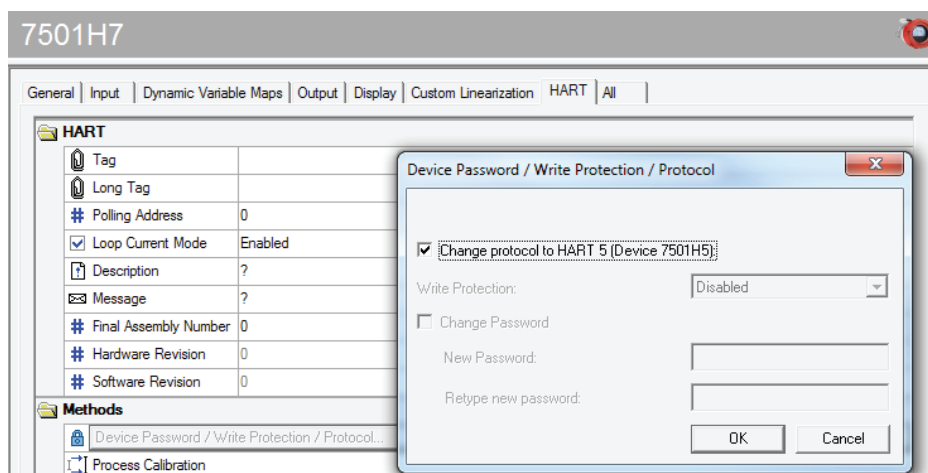 7501H7
General Input Dynamic Variable Maps Output Display Custom Linearization HART All
HART
Tag
Long Tag
# Polling Address 0
Loop Current Mode Enabled
Description ?
Message ?
# Final Assembly Number 0
# Hardware Revision 0
# Software Revision 0
Methods
Device Password / Write Protection / Protocol...
Process Calibration
Device Password / Write Protection / Protocol
Change protocol to HART 5 (Device 7501H5):
Write Protection: Disabled
Change Password
New Password:
Retype new password:
OK Cancel